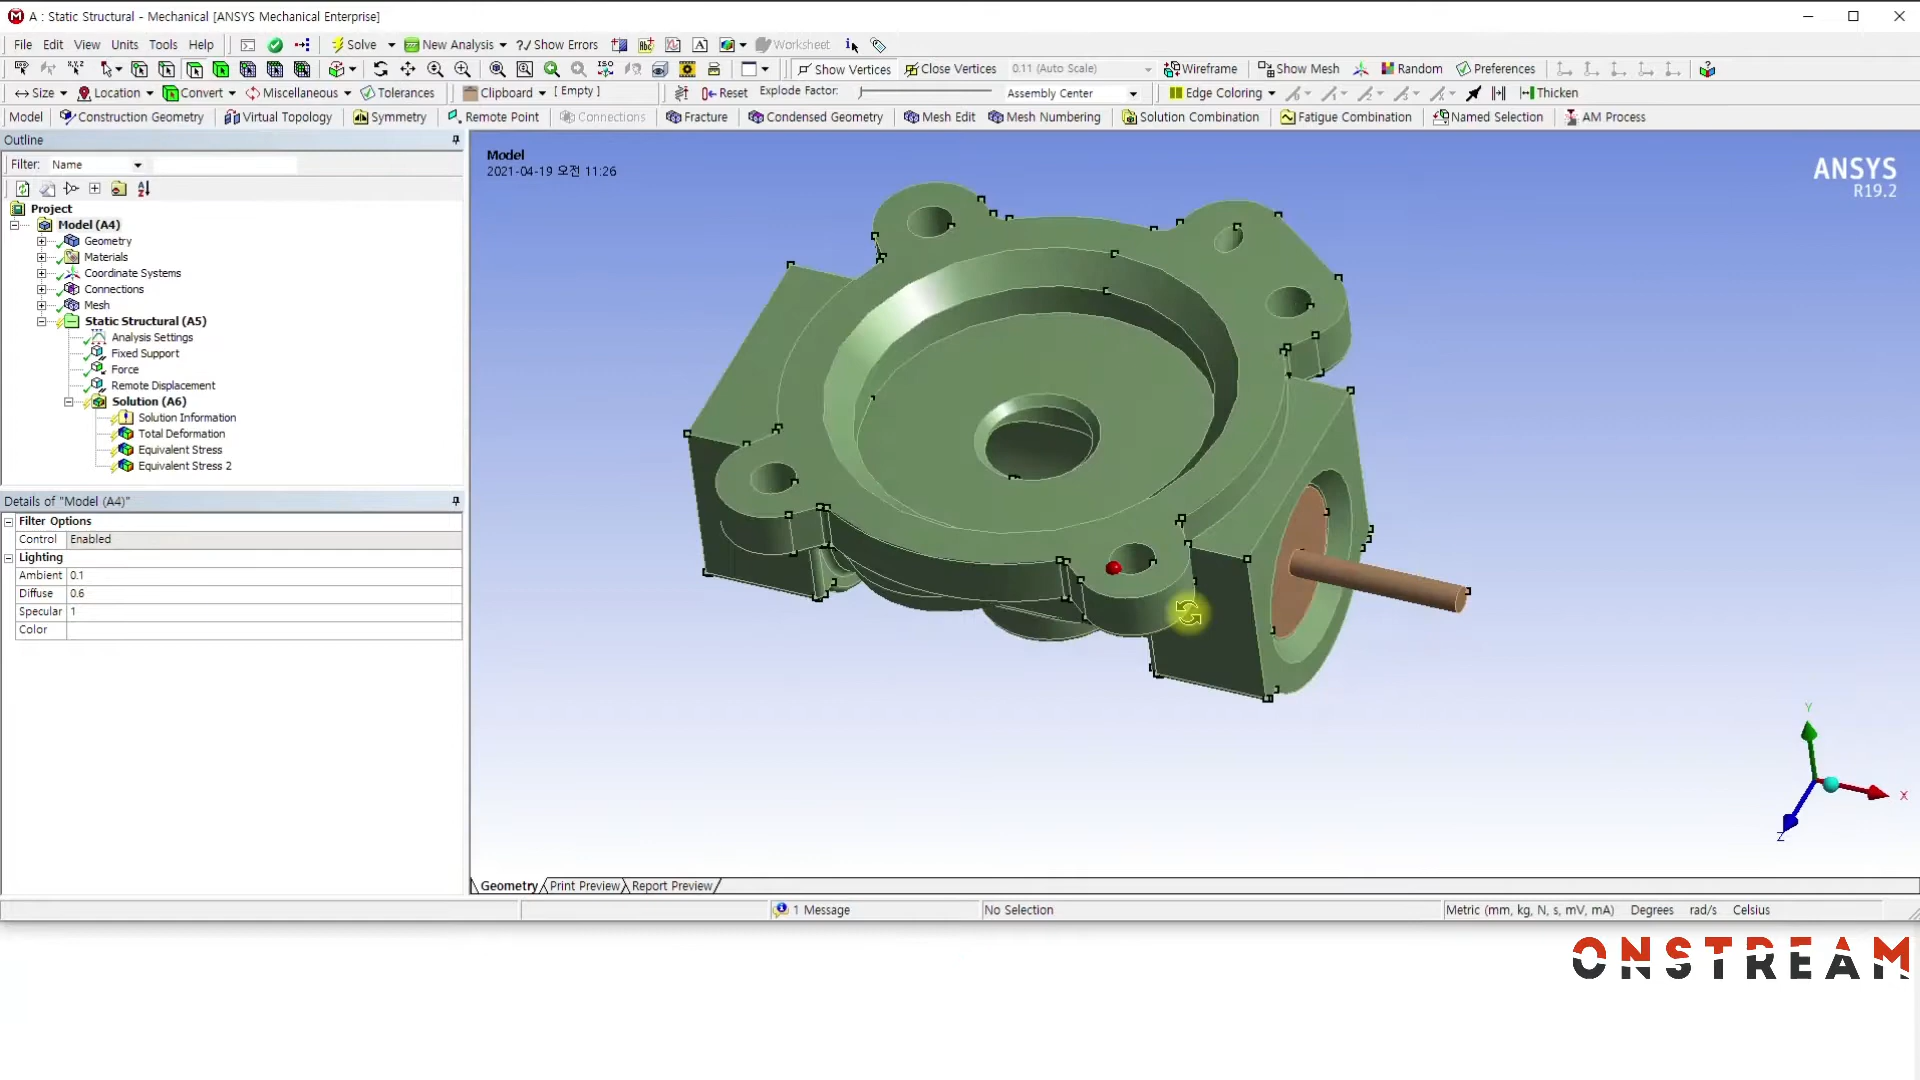 A : Static Structural - Mechanical [ANSYS Mechanical Enterprise]
File Edit View Units Tools Help Solve New Analysis ?/ Show Errors Worksheet
Show Vertices Close Vertices 0.11 (Auto Scale) Wireframe Show Mesh Random Preferences
Size Location Convert Miscellaneous Tolerances Clipboard [ Empty ] Reset Explode Factor: Assembly Center Edge Coloring Thicken
Model Construction Geometry Virtual Topology Symmetry Remote Point Connections Fracture Condensed Geometry Mesh Edit Mesh Numbering Solution Combination Fatigue Combination Named Selection AM Process
Outline
Filter: Name
Project
Model (A4)
Geometry
Materials
Coordinate Systems
Connections
Mesh
Static Structural (A5)
Analysis Settings
Fixed Support
Force
Remote Displacement
Solution (A6)
Solution Information
Total Deformation
Equivalent Stress
Equivalent Stress 2
Details of "Model (A4)"
Filter Options
Control Enabled
Lighting
Ambient 0.1
Diffuse 0.6
Specular 1
Color
Model
2021-04-19 오전 11:26
ANSYS
R19.2
Y
X
Z
Geometry Print Preview Report Preview
1 Message No Selection Metric (mm, kg, N, s, mV, mA) Degrees rad/s Celsius
ONSTREAM